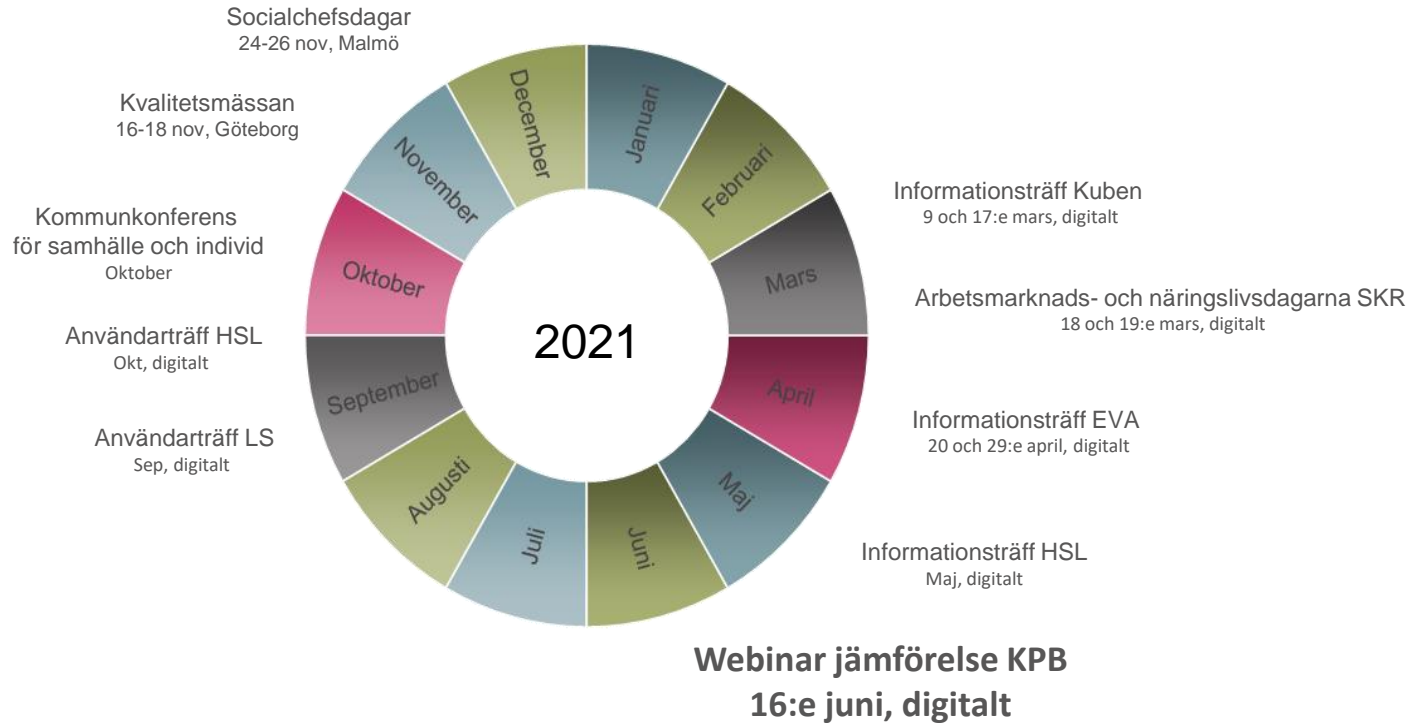 Socialchefsdagar
24-26 nov, Malmö
Kvalitetsmässan
16-18 nov, Göteborg
Kommunkonferens
för samhälle och individ
Oktober
Användarträff HSL
Okt, digitalt
Användarträff LS
Sep, digitalt
Januari
Februari
Mars
April
Maj
Juni
Juli
Augusti
September
Oktober
November
December
2021
Informationsträff Kuben
9 och 17:e mars, digitalt
Arbetsmarknads- och näringslivsdagarna SKR
18 och 19:e mars, digitalt
Informationsträff EVA
20 och 29:e april, digitalt
Informationsträff HSL
Maj, digitalt
Webinar jämförelse KPB
16:e juni, digitalt